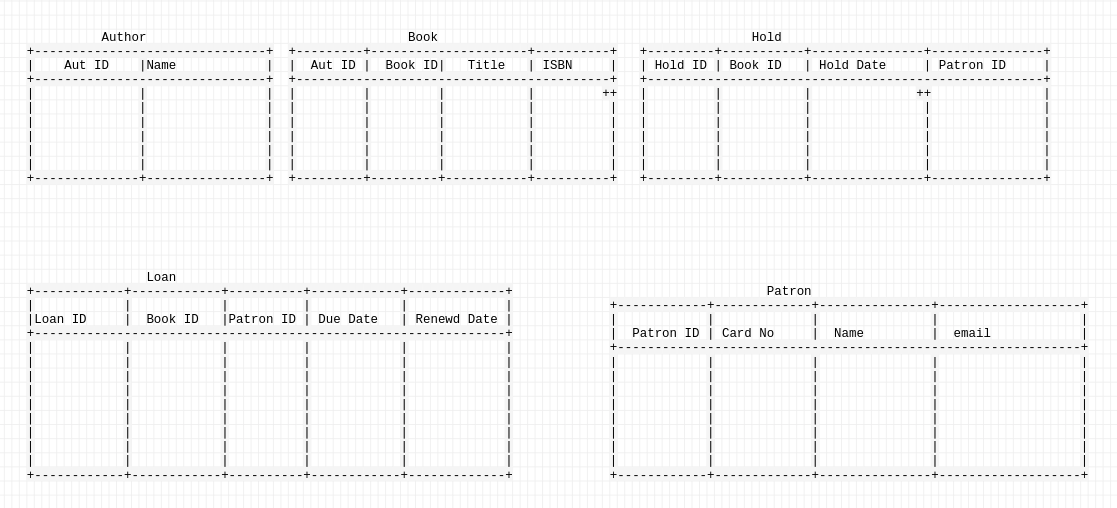 Author
Book
Hold
Aut ID
Name
Aut ID
Book ID
Title
ISBN
Hold ID
Book ID
Hold Date
Patron ID
Loan
Loan ID
Book ID
Patron ID
Due Date
Renewd Date
Patron
Patron ID
Card No
Name
email